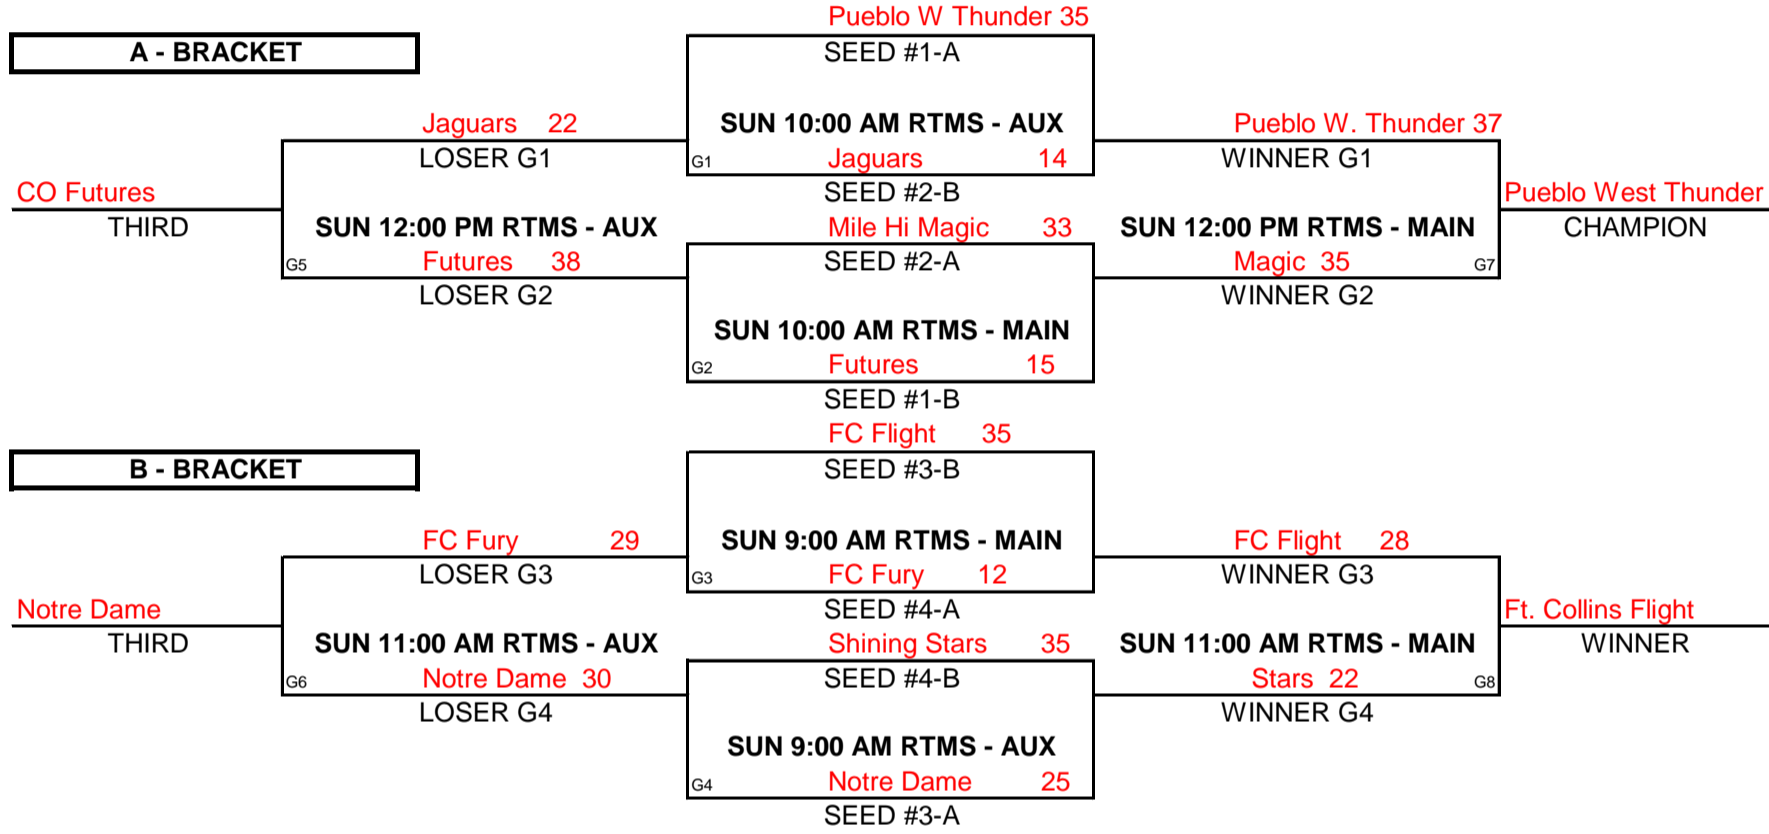 Pueblo W Thunder 35
A - BRACKET
SEED #1-A
Jaguars 22
SUN 10:00 AM RTMS - AUX
Pueblo W. Thunder 37
LOSER G1
G1 Jaguars 14
WINNER G1
CO Futures
SEED #2-B
Pueblo West Thunder
THIRD
SUN 12:00 PM RTMS - AUX
Mile Hi Magic 33
SUN 12:00 PM RTMS - MAIN
CHAMPION
G5 Futures 38
SEED #2-A
Magic 35 G7
LOSER G2
WINNER G2
SUN 10:00 AM RTMS - MAIN
G2 Futures 15
SEED #1-B
FC Flight 35
B - BRACKET
SEED #3-B
FC Fury 29
SUN 9:00 AM RTMS - MAIN
FC Flight 28
LOSER G3
G3 FC Fury 12
WINNER G3
Notre Dame
SEED #4-A
Ft. Collins Flight
THIRD
SUN 11:00 AM RTMS - AUX
Shining Stars 35
SUN 11:00 AM RTMS - MAIN
WINNER
G6 Notre Dame 30
SEED #4-B
Stars 22 G8
LOSER G4
WINNER G4
SUN 9:00 AM RTMS - AUX
G4 Notre Dame 25
SEED #3-A